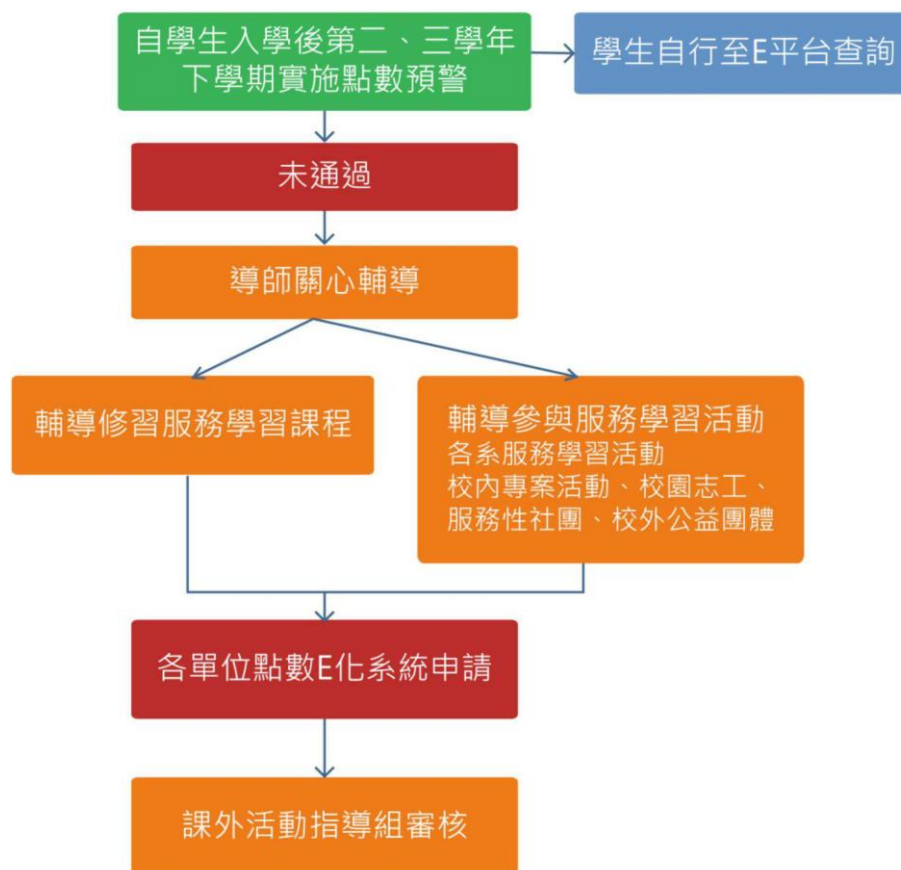 自學生入學後第二、三學年
下學期實施點數預警
學生自行至E平台查詢
未通過
導師關心輔導
輔導修習服務學習課程
輔導參與服務學習活動
各系服務學習活動
校內專案活動、校園志工、
服務性社團、校外公益團體
各單位點數E化系統申請
課外活動指導組審核